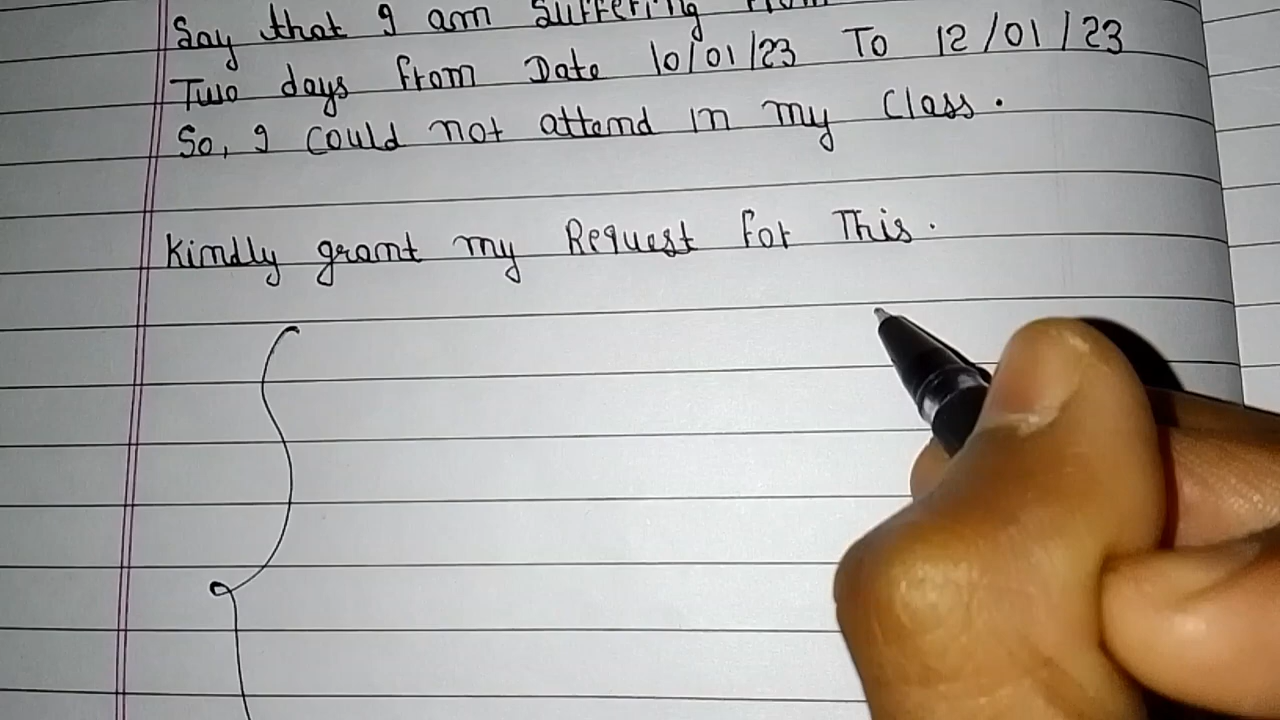 Say that I am Suffering From
Two days From Date 10/01/23 To 12/01/23
So, I Could not attend in my Class.
Kindly grant my Request For This.